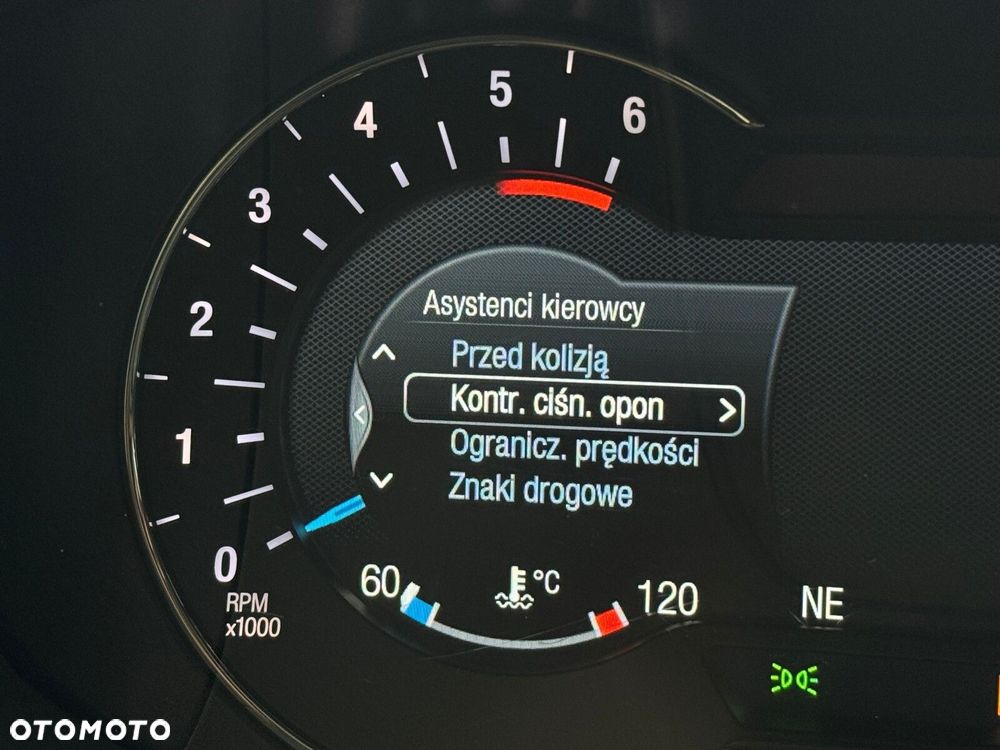 5
6
4
3
2
1
0
RPM
x1000
Asystenci kierowcy
Przed kolizją
Kontr. ciśn. opon
Ogranicz. prędkości
Znaki drogowe
60 °C 120
NE
OTOMOTO